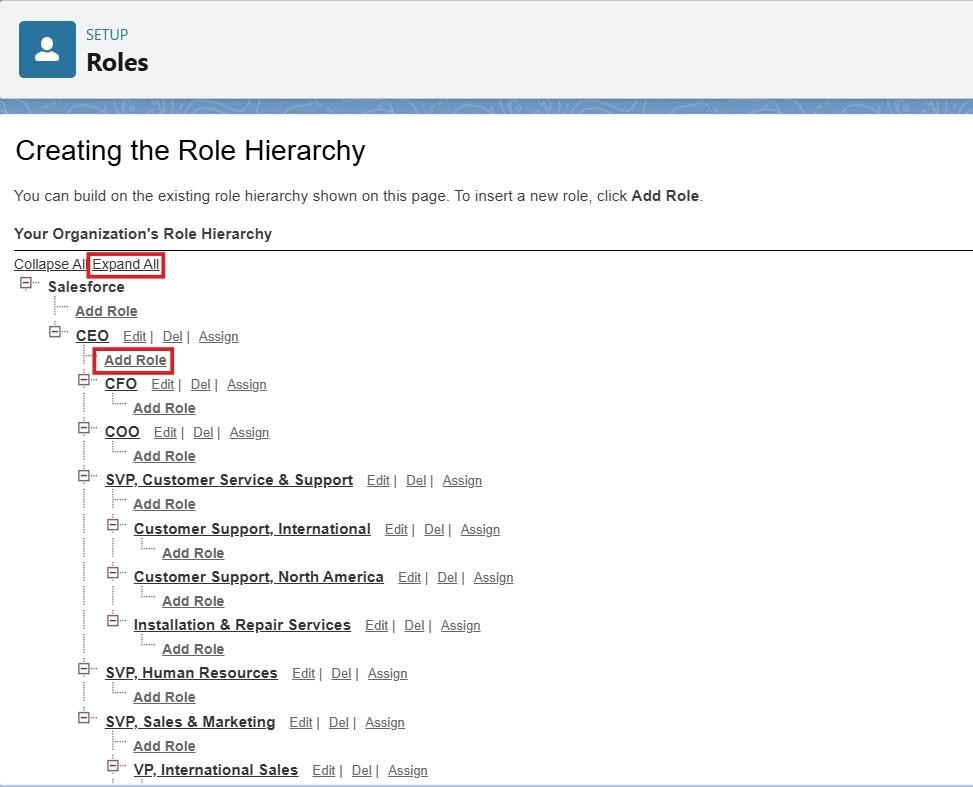 SETUP
Roles
Creating the Role Hierarchy
You can build on the existing role hierarchy shown on this page. To insert a new role, click Add Role.
Your Organization's Role Hierarchy
Collapse All Expand All
Salesforce
Add Role
CEO Edit | Del | Assign
Add Role
CFO Edit | Del | Assign
Add Role
COO Edit | Del | Assign
Add Role
SVP, Customer Service & Support Edit | Del | Assign
Add Role
Customer Support, International Edit | Del | Assign
Add Role
Customer Support, North America Edit | Del | Assign
Add Role
Installation & Repair Services Edit | Del | Assign
Add Role
SVP, Human Resources Edit | Del | Assign
Add Role
SVP, Sales & Marketing Edit | Del | Assign
Add Role
VP, International Sales Edit | Del | Assign